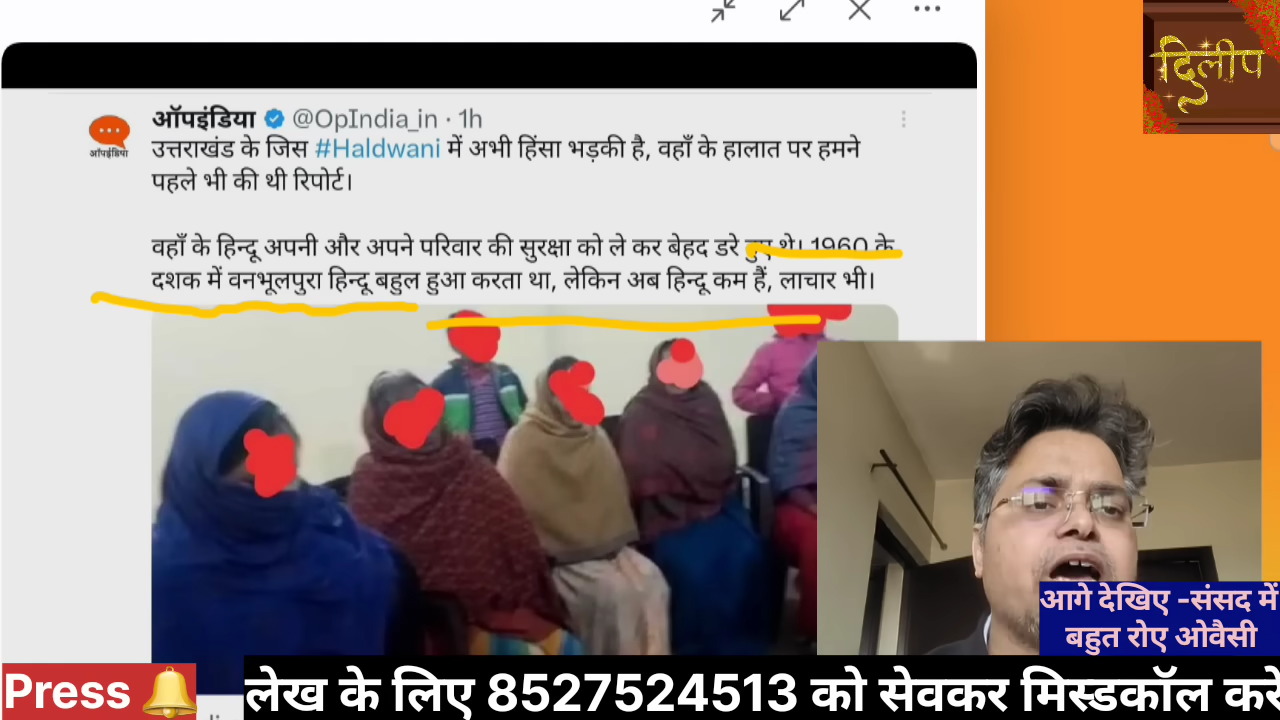 दिलीप
ऑपइंडिया @OpIndia_in · 1h
ऑपइंडिया
उत्तराखंड के जिस #Haldwani में अभी हिंसा भड़की है, वहाँ के हालात पर हमने
पहले भी की थी रिपोर्ट।
वहाँ के हिन्दू अपनी और अपने परिवार की सुरक्षा को ले कर बेहद डरे हुए थे। 1960 के
दशक में वनभूलपुरा हिन्दू बहुल हुआ करता था, लेकिन अब हिन्दू कम हैं, लाचार भी।
आगे देखिए -संसद में
बहुत रोए ओवैसी
Press
लेख के लिए 8527524513 को सेवकर मिस्डकॉल करे